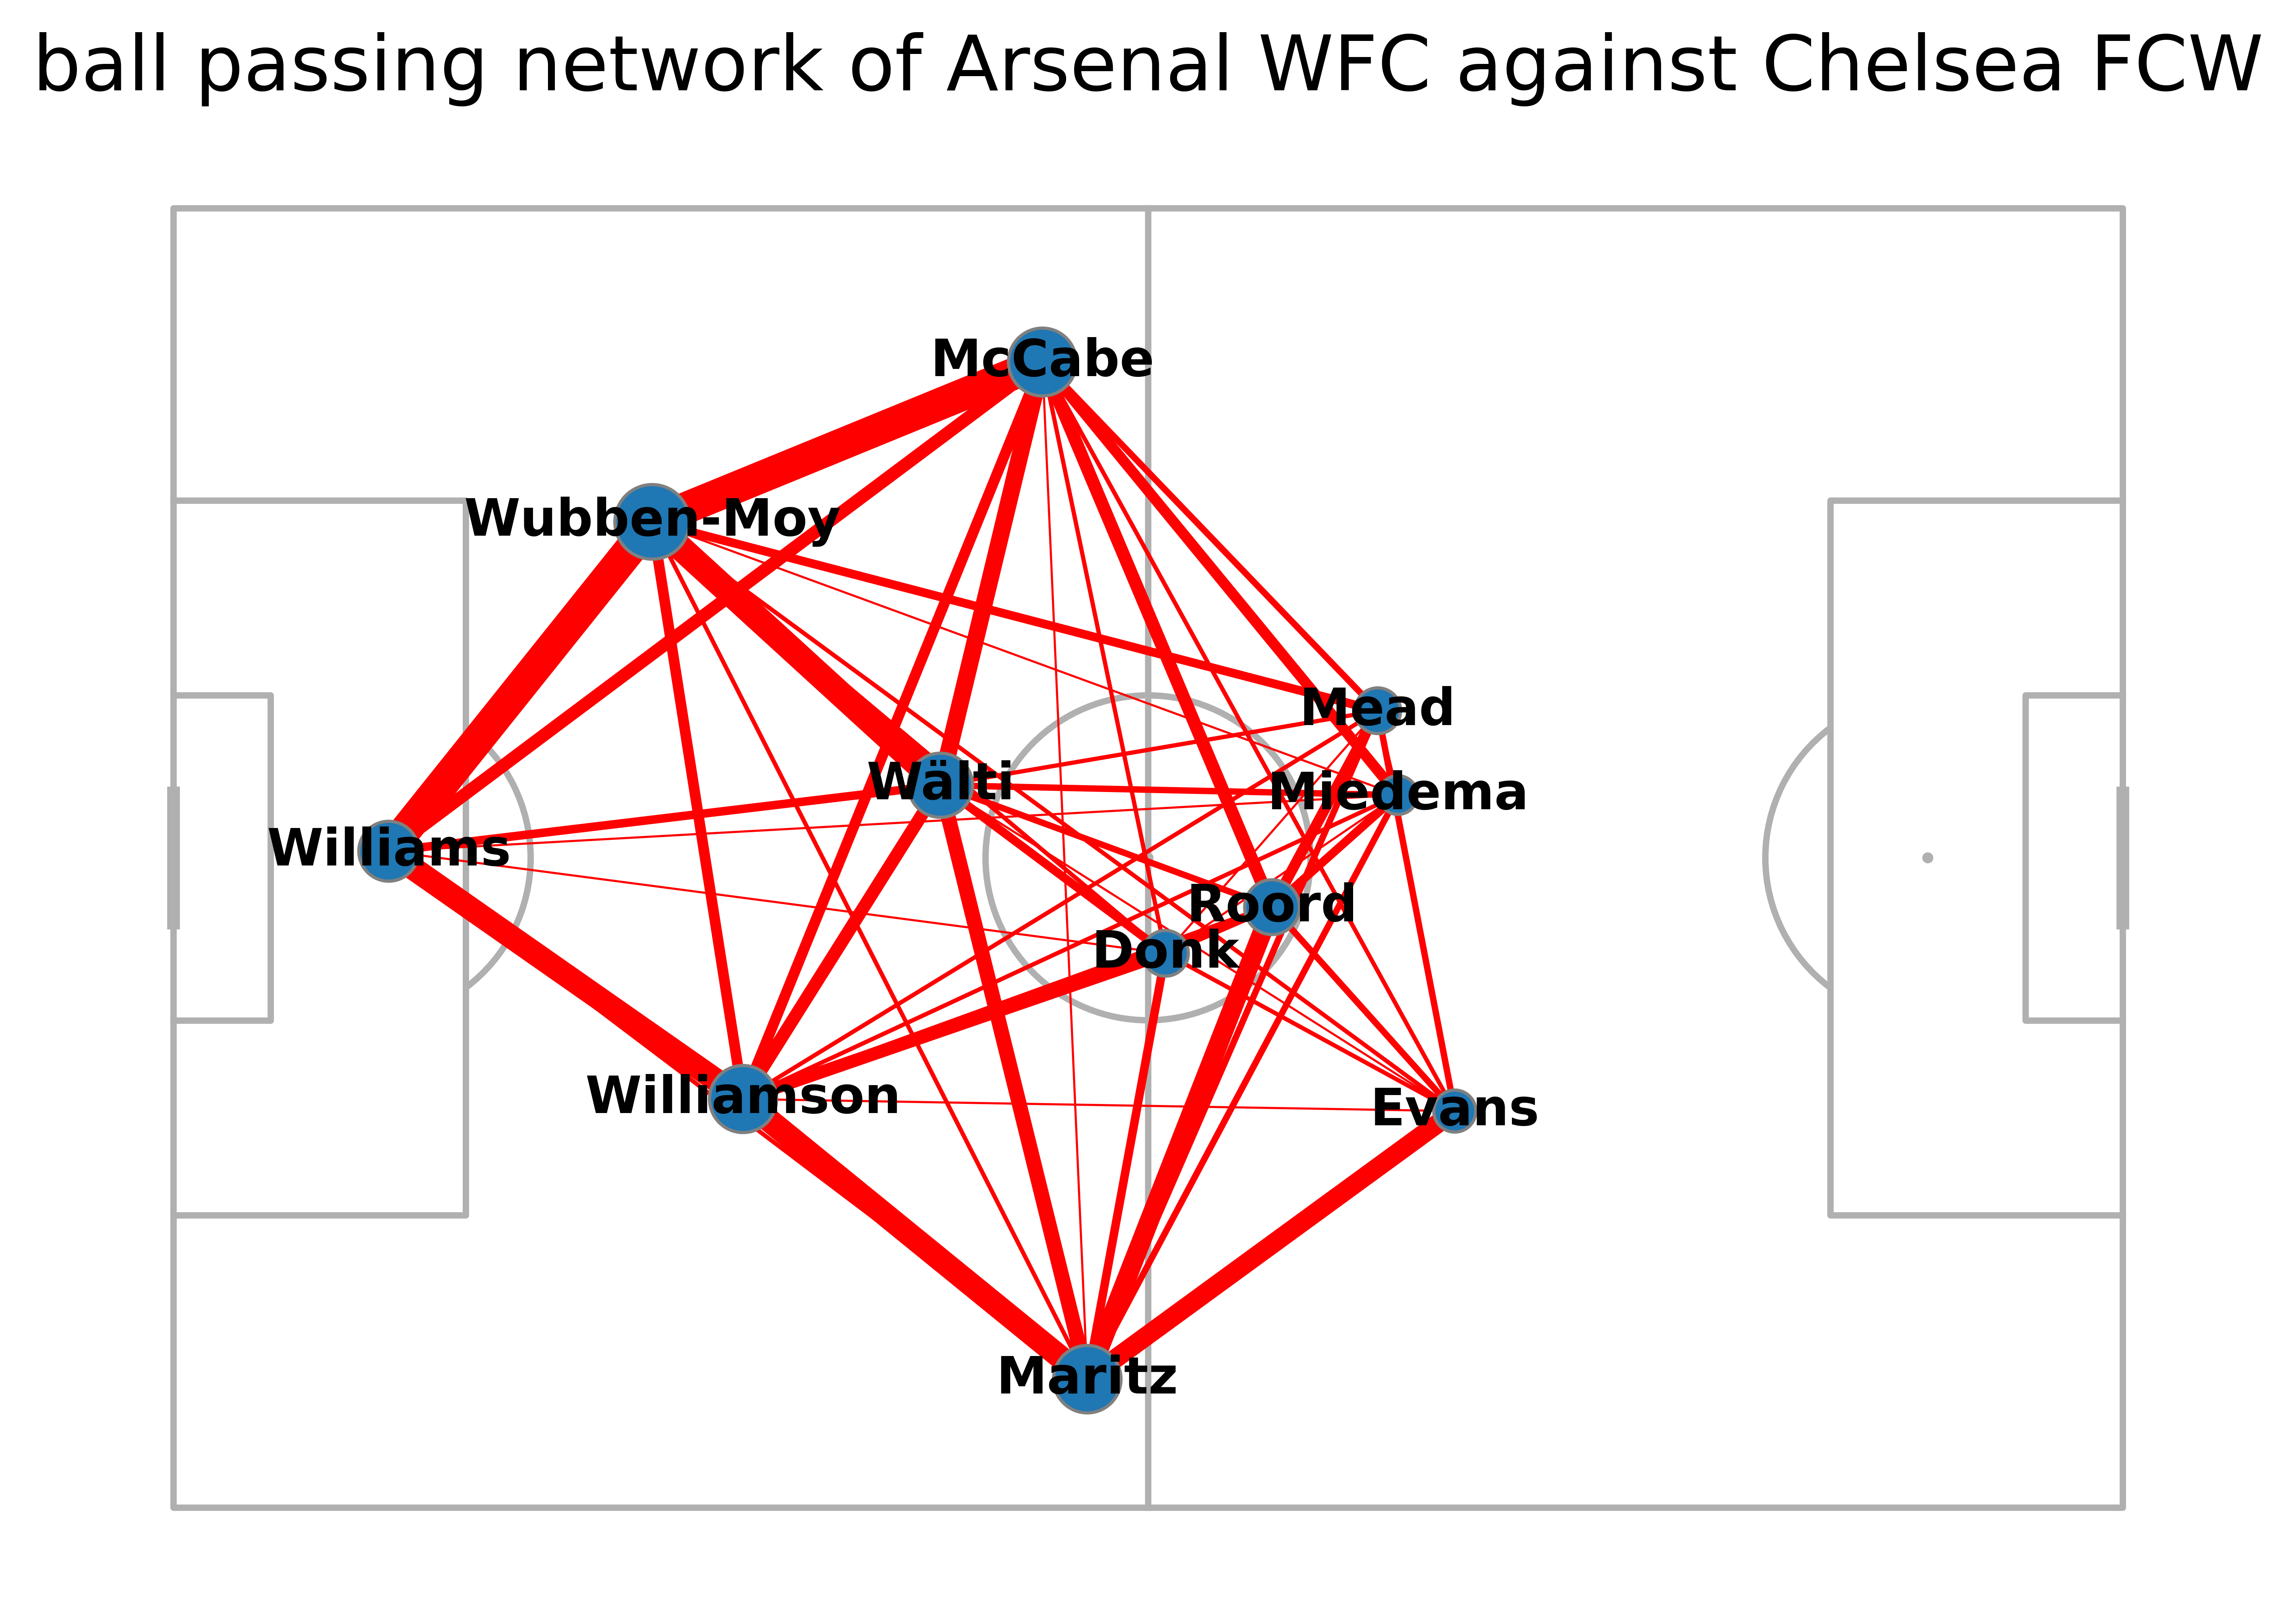 ball passing network of Arsenal WFC against Chelsea FCW
McCabe
Wubben-Moy
Mead
Wälti
Miedema
Williams
Roord
Donk
Williamson
Evans
Maritz